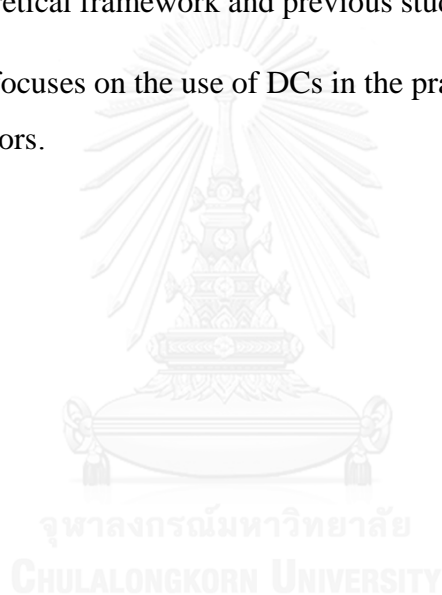 retical framework and previous stud
focuses on the use of DCs in the pra
ors.
จุฬาลงกรณ์มหาวิทยาลัย
CHULALONGKORN UNIVERSITY